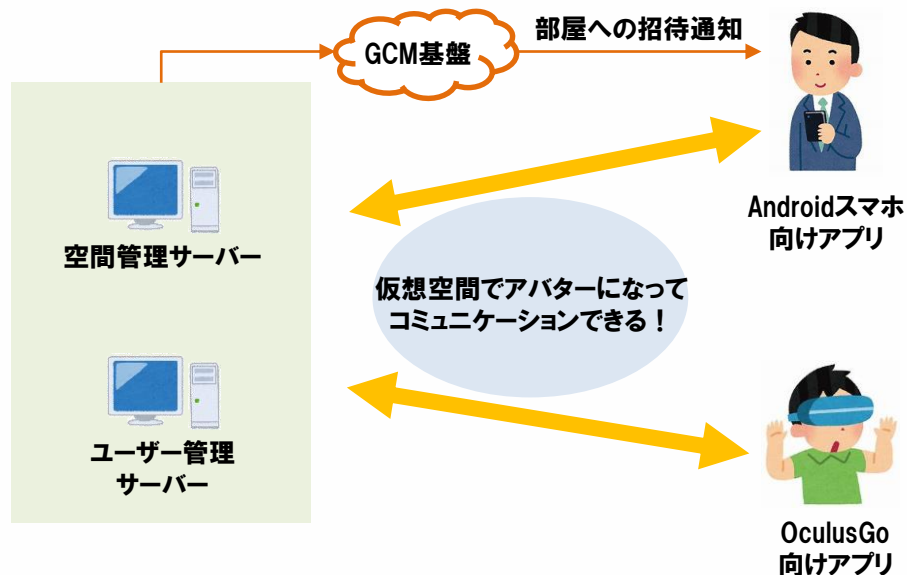 部屋への招待通知
GCM基盤
Androidスマホ
向けアプリ
空間管理サーバー
仮想空間でアバターになって
コミュニケーションできる！
ユーザー管理
サーバー
OculusGo
向けアプリ